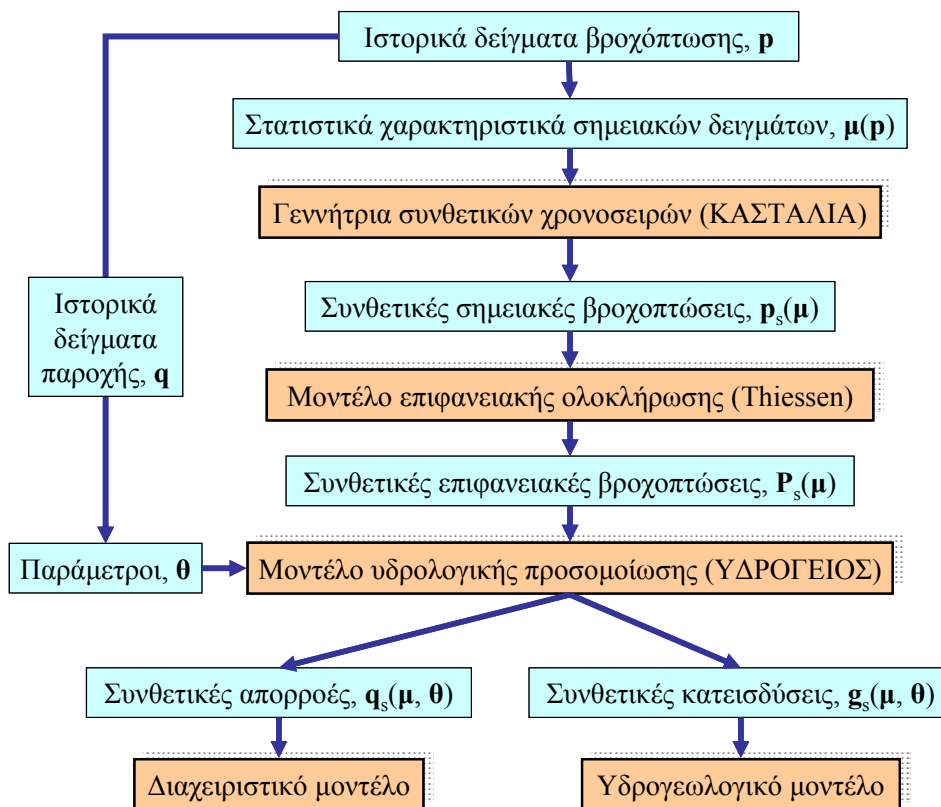 Ιστορικά δείγματα βροχόπτωσης, p
Στατιστικά χαρακτηριστικά σημειακών δειγμάτων, μ(p)
Γεννήτρια συνθετικών χρονοσειρών (ΚΑΣΤΑΛΙΑ)
Ιστορικά
δείγματα
παροχής, q
Συνθετικές σημειακές βροχοπτώσεις, ps(μ)
Μοντέλο επιφανειακής ολοκλήρωσης (Thiessen)
Συνθετικές επιφανειακές βροχοπτώσεις, Ps(μ)
Παράμετροι, θ
Μοντέλο υδρολογικής προσομοίωσης (ΥΔΡΟΓΕΙΟΣ)
Συνθετικές απορροές, qs(μ, θ)
Συνθετικές κατεισδύσεις, gs(μ, θ)
Διαχειριστικό μοντέλο
Υδρογεωλογικό μοντέλο